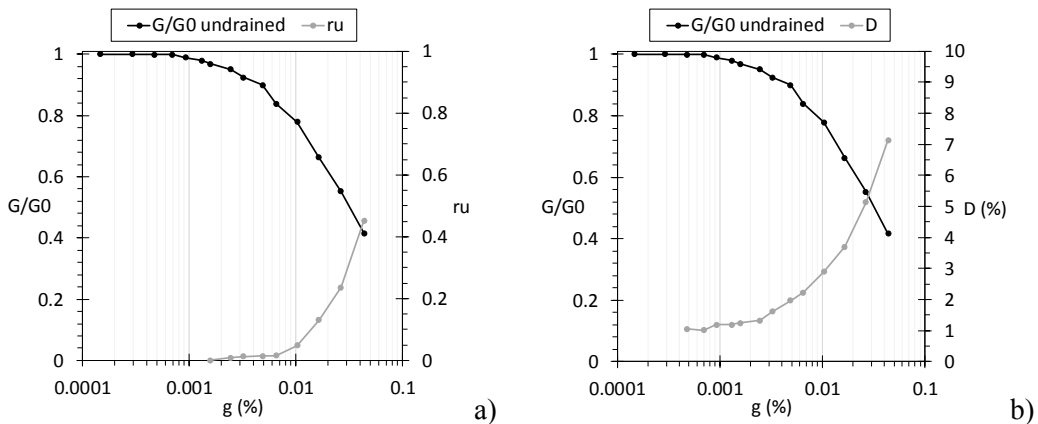 G/G0 undrained ru
1 1
0.8 0.8
0.6 0.6
G/G0 ru
0.4 0.4
0.2 0.2
0 0
0.0001 0.001 0.01 0.1
g (%)
a)
G/G0 undrained D
1 10
9
0.8 8
7
0.6 6
G/G0 5 D (%)
0.4 4
3
0.2 2
1
0 0
0.0001 0.001 0.01 0.1
g (%)
b)